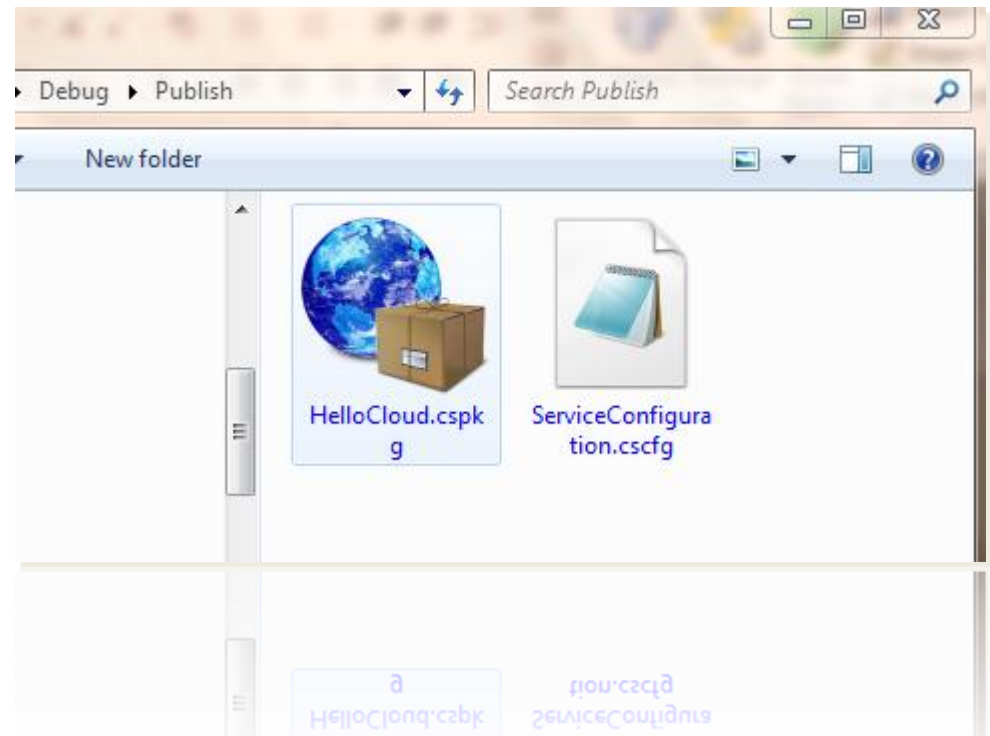 Debug Publish
Search Publish
New folder
HelloCloud.cspk
g
ServiceConfigura
tion.cscfg